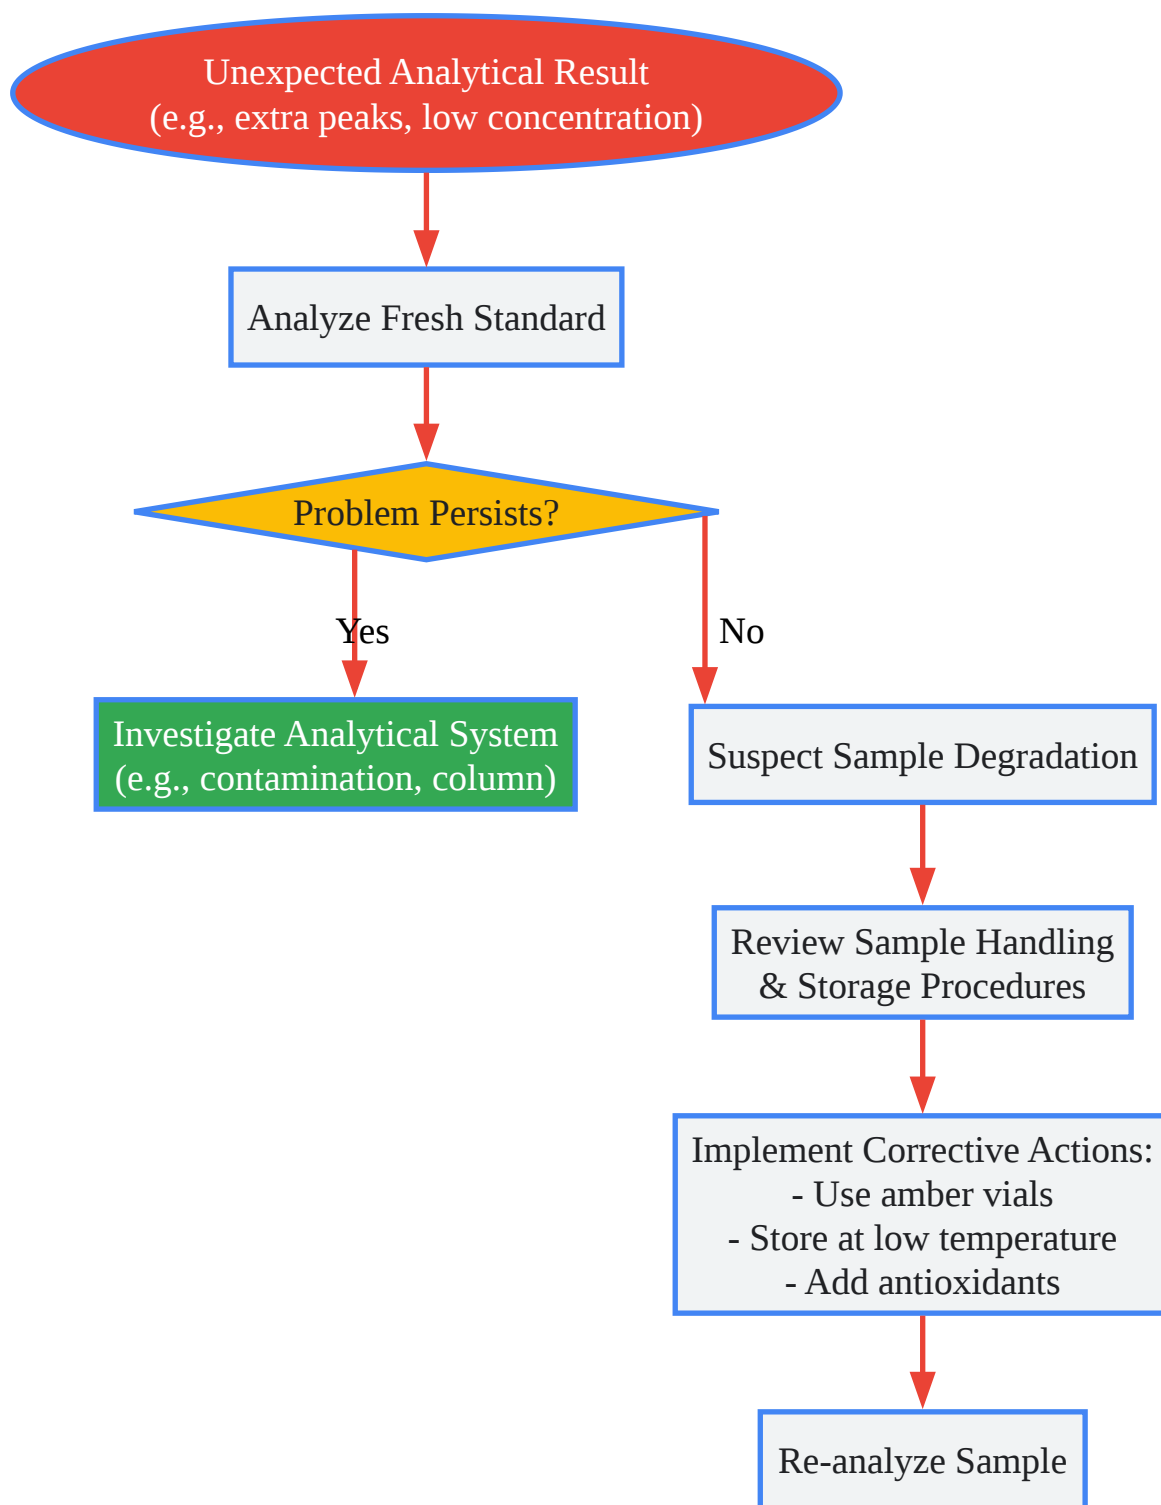 Unexpected Analytical Result
(e.g., extra peaks, low concentration)
Analyze Fresh Standard
Problem Persists?
Yes
No
Investigate Analytical System
(e.g., contamination, column)
Suspect Sample Degradation
Review Sample Handling
& Storage Procedures
Implement Corrective Actions:
- Use amber vials
- Store at low temperature
- Add antioxidants
Re-analyze Sample